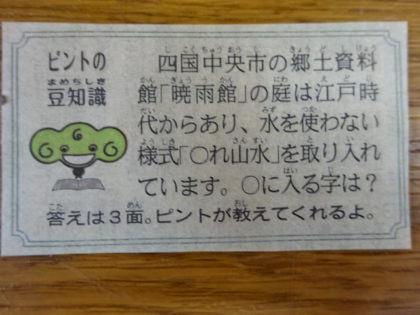 ピントの
豆知識
四国中央市の郷土資料
館「暁雨館」の庭は江戸時
代からあり、水を使わない
様式「○れ山水」を取り入れ
ています。○に入る字は？
答えは３面。ピントが教えてくれるよ。